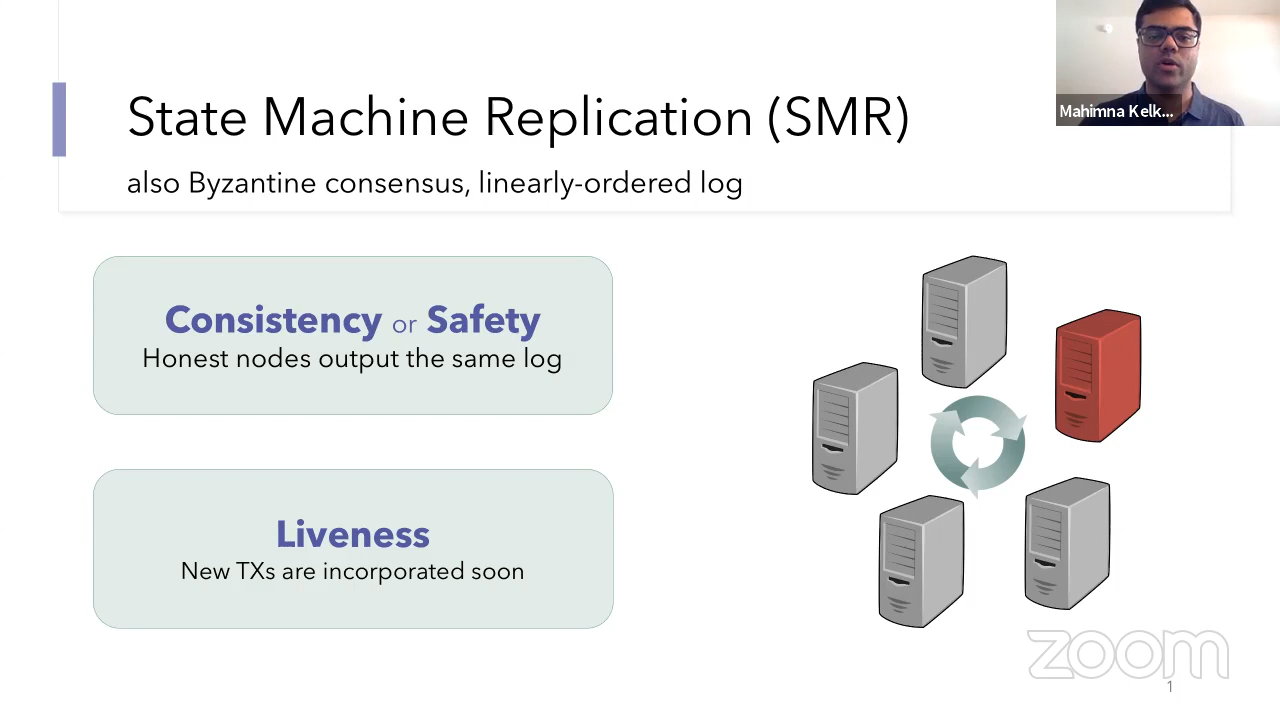 State Machine Replication (SMR)
also Byzantine consensus, linearly-ordered log
Mahimna Kelk...
Consistency or Safety
Honest nodes output the same log
Liveness
New TXs are incorporated soon
zoom
1